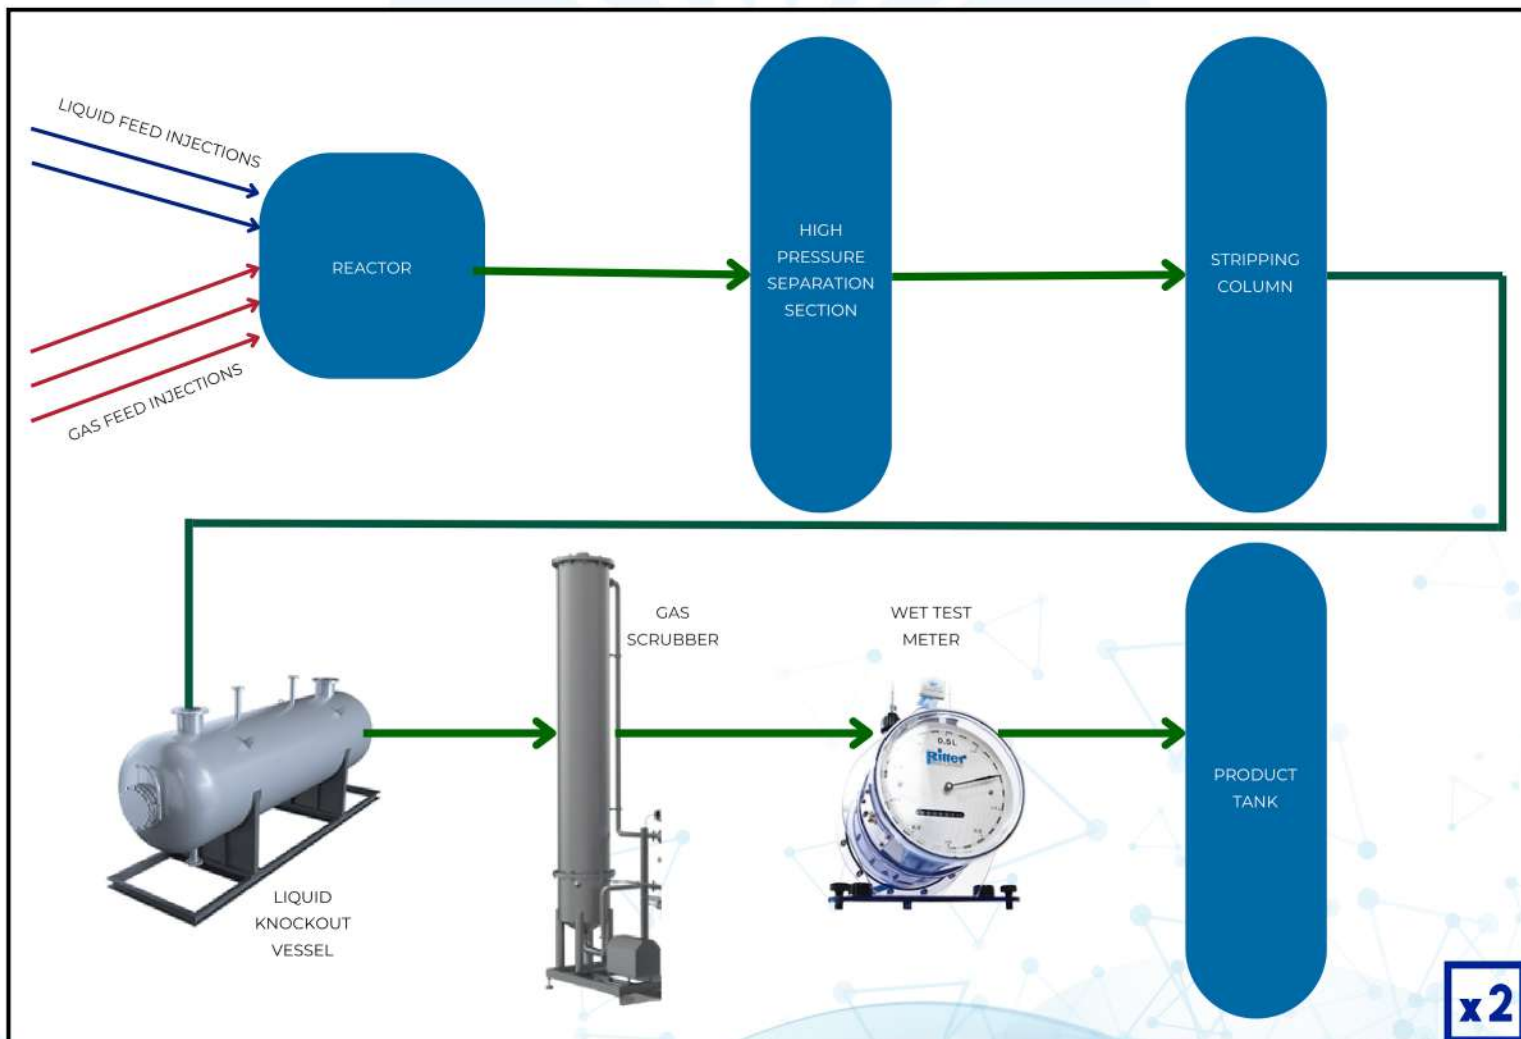 LIQUID FEED INJECTIONS
GAS FEED INJECTIONS
REACTOR
HIGH
PRESSURE
SEPARATION
SECTION
STRIPPING
COLUMN
LIQUID
KNOCKOUT
VESSEL
GAS
SCRUBBER
WET TEST
METER
0.5L
Ritter
PRODUCT
TANK
x2